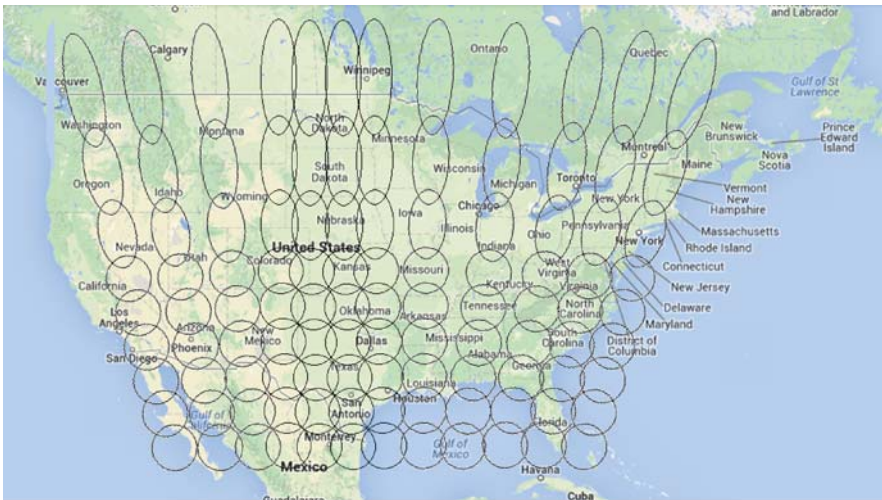 and Labrador
Calgary
Ontario
Quebec
Winnipeg
Vancouver
Gulf of St
Lawrence
Washington
Montana
North
Dakota
Minnesota
New
Brunswick
Prince
Edward
Island
Montreal
Maine
Nova
Scotia
Oregon
Idaho
South
Dakota
Wisconsin
Michigan
Toronto
Vermont
New
Hampshire
Wyoming
Nebraska
Iowa
Chicago
New York
Massachusetts
Nevada
Utah
Colorado
United States
Kansas
Illinois
Indiana
Ohio
Pennsylvania
New York
Rhode Island
Connecticut
Missouri
West
Virginia
Kentucky
Virginia
New Jersey
California
Delaware
Los
Angeles
Arizona
Phoenix
New
Mexico
Oklahoma
Arkansas
Tennessee
North
Carolina
Maryland
San Diego
Dallas
Mississippi
South
Carolina
District of
Columbia
Alabama
Georgia
Texas
Louisiana
San
Antonio
Houston
Gulf of
California
Florida
Monterrey
Gulf of
Mexico
Mexico
Havana
Cuba